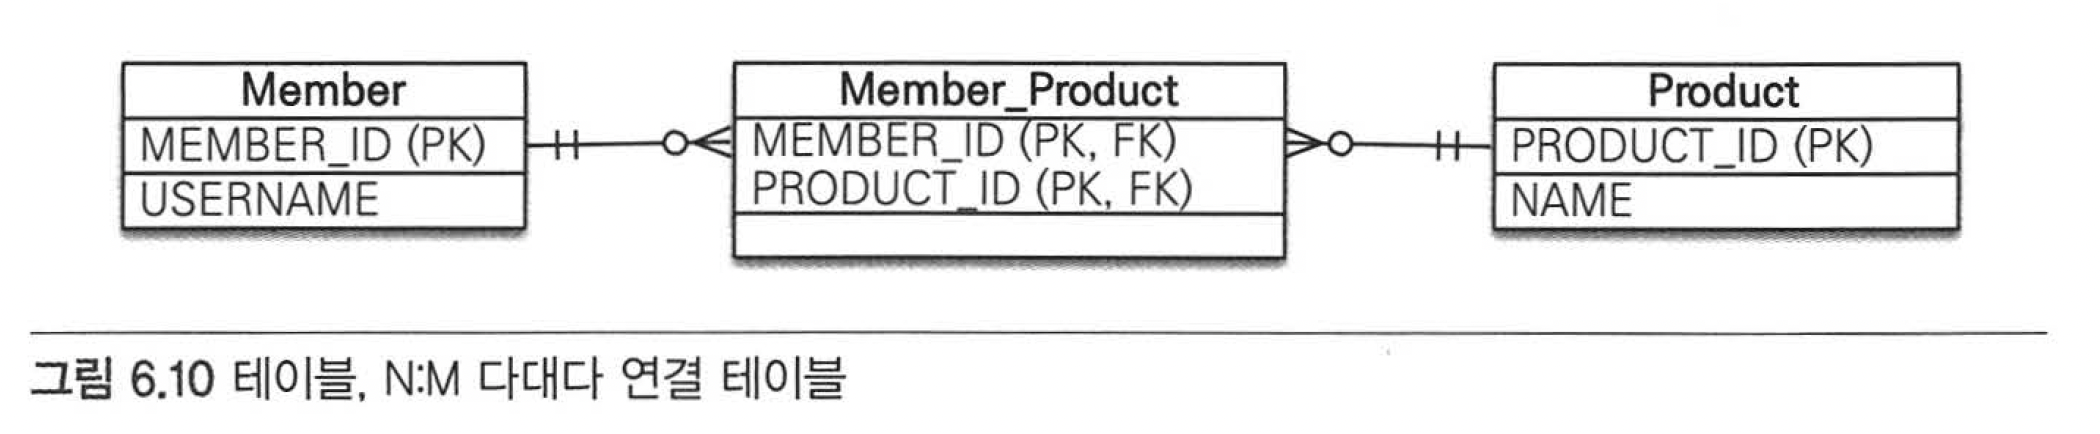 Member
MEMBER_ID (PK)
USERNAME
Member_Product
MEMBER_ID (PK, FK)
PRODUCT_ID (PK, FK)
Product
PRODUCT_ID (PK)
NAME
그림 6.10 테이블, N:M 다대다 연결 테이블